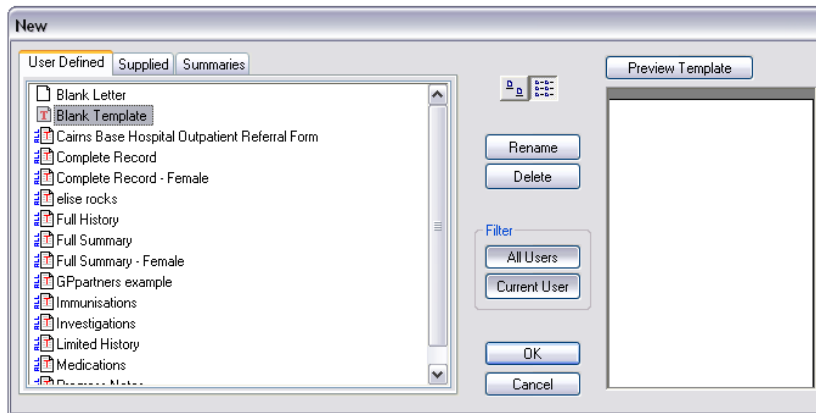 New
User Defined
Supplied
Summaries
Blank Letter
Blank Template
Cairns Base Hospital Outpatient Referral Form
Complete Record
Complete Record - Female
elise rocks
Full History
Full Summary
Full Summary - Female
GPpartners example
Immunisations
Investigations
Limited History
Medications
Progress Notes
Rename
Delete
Filter
All Users
Current User
OK
Cancel
Preview Template